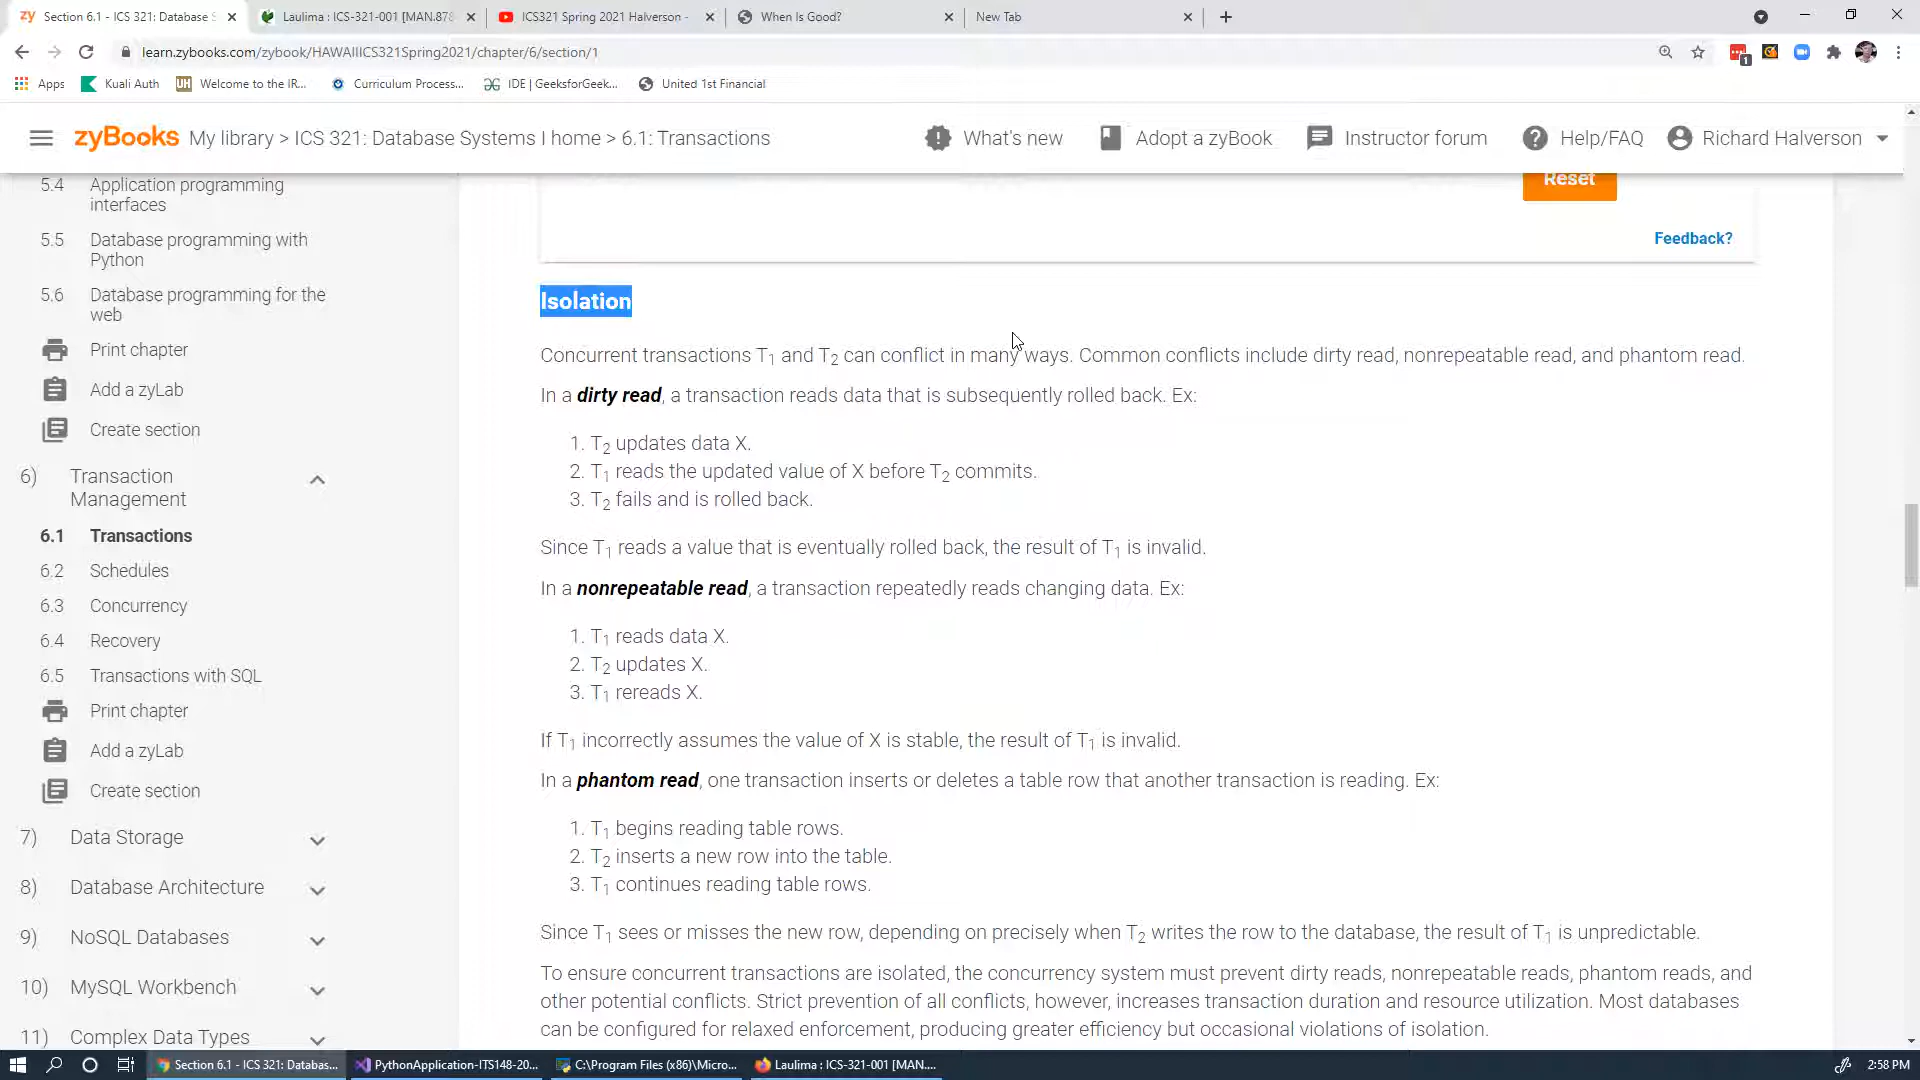 Section 6.1 - ICS 321: Database S
Laulima : ICS-321-001 [MAN.878
ICS321 Spring 2021 Halverson -
When Is Good?
New Tab
learn.zybooks.com/zybook/HAWAIIICS321Spring2021/chapter/6/section/1
1
Apps
Kuali Auth
UH Welcome to the IR...
Curriculum Process...
IDE | GeeksforGeek...
United 1st Financial
zyBooks My library > ICS 321: Database Systems I home > 6.1: Transactions
What's new
Adopt a zyBook
Instructor forum
Help/FAQ
Richard Halverson
5.4 Application programming
interfaces
5.5 Database programming with
Python
5.6 Database programming for the
web
Print chapter
Add a zyLab
Create section
6) Transaction
Management
6.1 Transactions
6.2 Schedules
6.3 Concurrency
6.4 Recovery
6.5 Transactions with SQL
Print chapter
Add a zyLab
Create section
7) Data Storage
8) Database Architecture
9) NoSQL Databases
10) MySQL Workbench
11) Complex Data Types
Reset
Feedback?
Isolation
Concurrent transactions T1 and T2 can conflict in many ways. Common conflicts include dirty read, nonrepeatable read, and phantom read.
In a dirty read, a transaction reads data that is subsequently rolled back. Ex:
1. T2 updates data X.
2. T1 reads the updated value of X before T2 commits.
3. T2 fails and is rolled back.
Since T1 reads a value that is eventually rolled back, the result of T1 is invalid.
In a nonrepeatable read, a transaction repeatedly reads changing data. Ex:
1. T1 reads data X.
2. T2 updates X.
3. T1 rereads X.
If T1 incorrectly assumes the value of X is stable, the result of T1 is invalid.
In a phantom read, one transaction inserts or deletes a table row that another transaction is reading. Ex:
1. T1 begins reading table rows.
2. T2 inserts a new row into the table.
3. T1 continues reading table rows.
Since T1 sees or misses the new row, depending on precisely when T2 writes the row to the database, the result of T1 is unpredictable.
To ensure concurrent transactions are isolated, the concurrency system must prevent dirty reads, nonrepeatable reads, phantom reads, and
other potential conflicts. Strict prevention of all conflicts, however, increases transaction duration and resource utilization. Most databases
can be configured for relaxed enforcement, producing greater efficiency but occasional violations of isolation.
Section 6.1 - ICS 321: Databas...
PythonApplication-ITS148-20...
C:\Program Files (x86)\Micro...
Laulima : ICS-321-001 [MAN....
2:58 PM